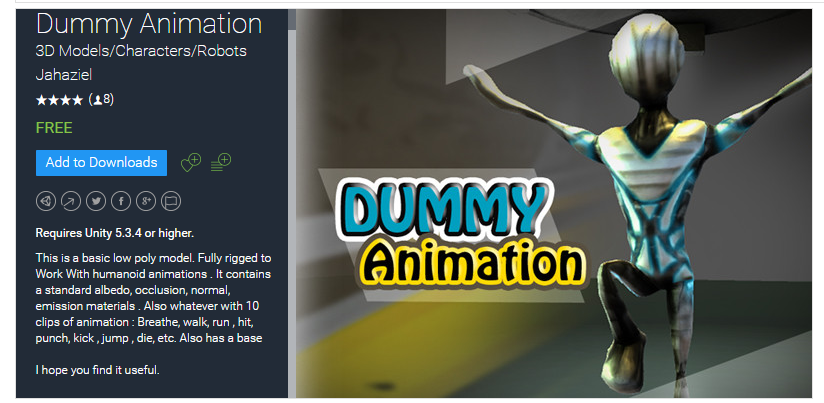 Dummy Animation
3D Models/Characters/Robots
Jahaziel
★★★★ (8)
FREE
Add to Downloads
Requires Unity 5.3.4 or higher.
This is a basic low poly model. Fully rigged to
Work With humanoid animations . It contains
a standard albedo, occlusion, normal,
emission materials . Also whatever with 10
clips of animation : Breathe, walk, run , hit,
punch, kick , jump , die, etc. Also has a base
I hope you find it useful.
DUMMY
Animation